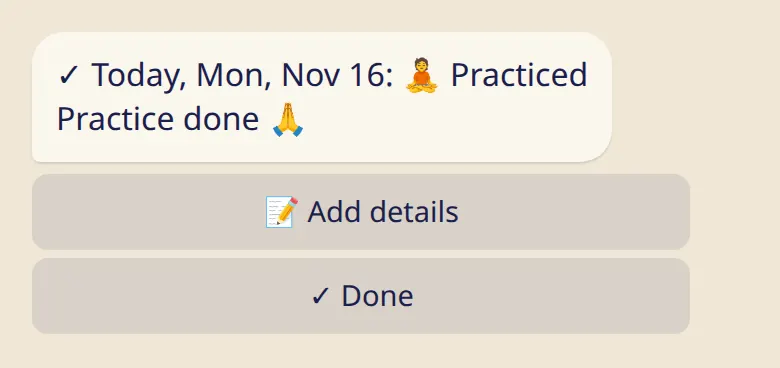 ✓ Today, Mon, Nov 16: 🧘 Practiced
Practice done 🙏
📝 Add details
✓ Done